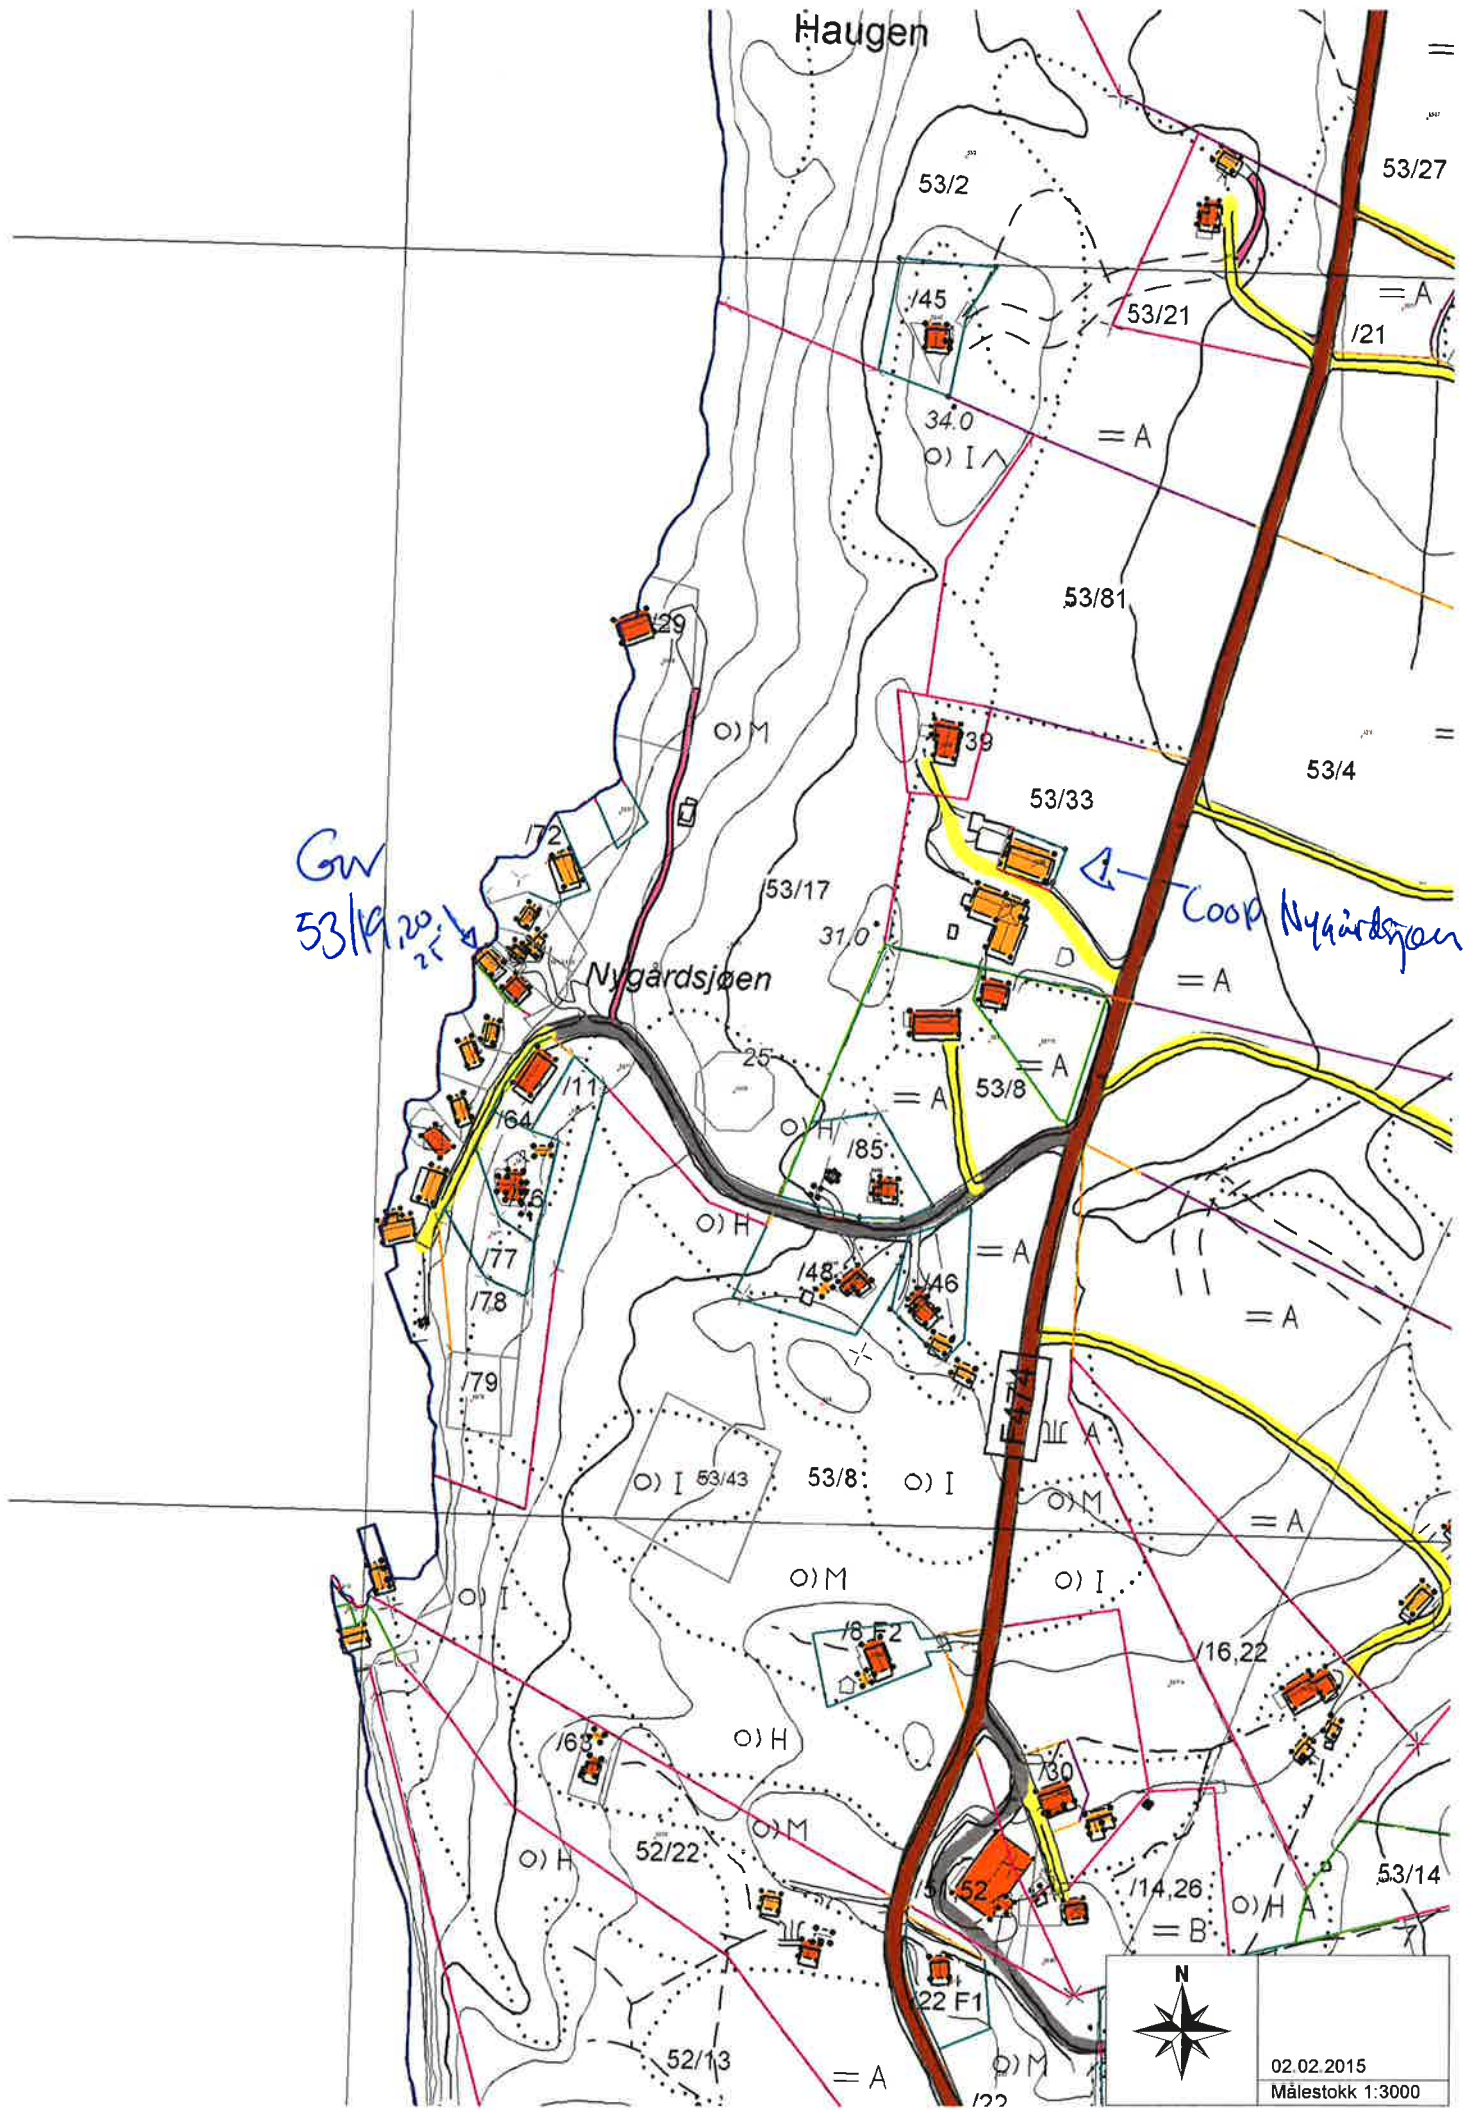 Haugen
53/27
53/2
/45
= A
53/21
/21
34.0
= A
O) I
53/81
/29
O) M
39
53/4
53/33
/72
Gnr
53/17
Coop Nygårdsjøen
53/19,20,
25
31.0
Nygårdsjøen
= A
25
= A
/11
= A
53/8
/64
O) H
/85
6
O) H
= A
/77
/48
/46
/78
= A
/79
F474
A
O) I
53/43
53/8
O) I
O) M
= A
O) M
O) I
O) I
/8 F2
/16,22
O) H
/63
/30
O) M
52/22
O) H
53/14
/14,26
O) H
A
/51,52
= B
N
/22 F1
52/13
O) M
= A
02.02.2015
/22
Målestokk 1:3000